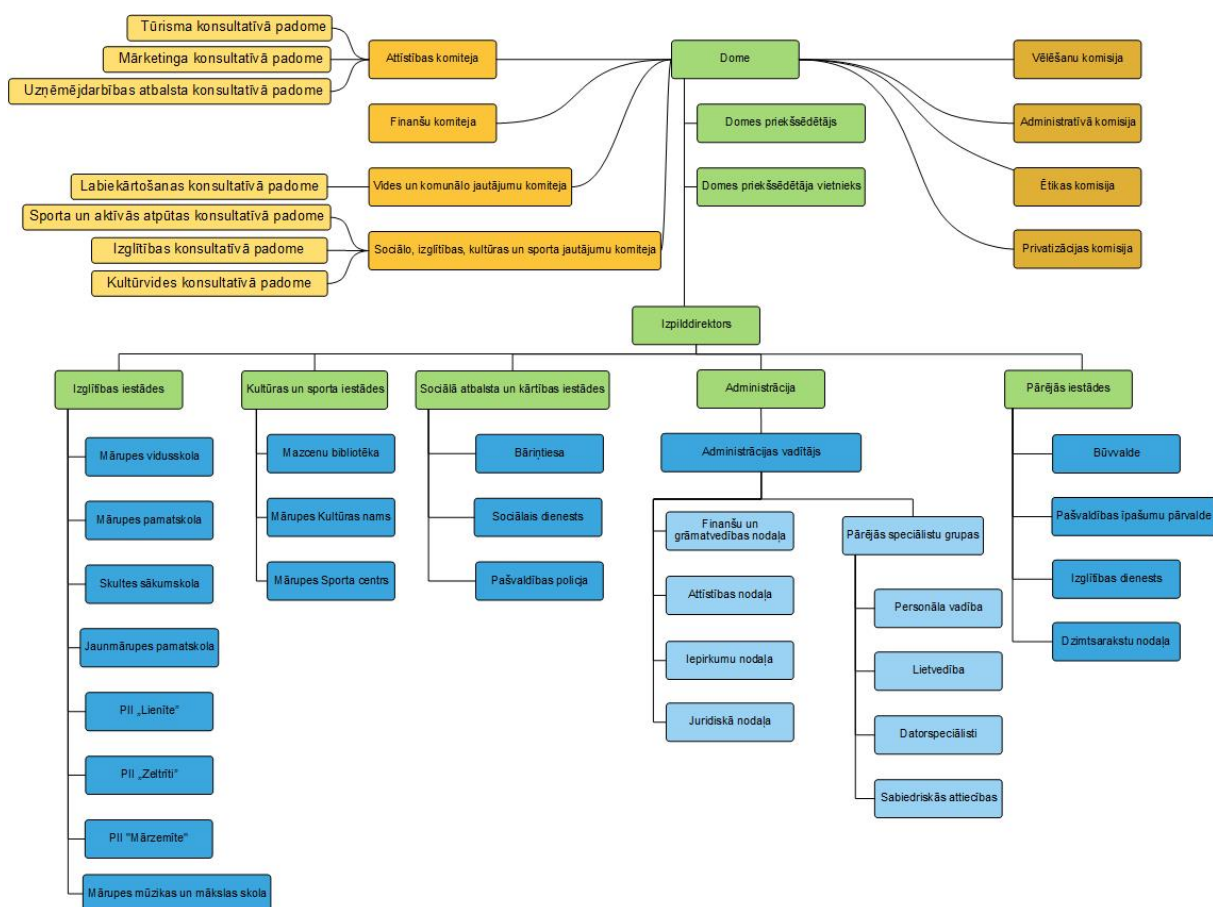 Tūrisma konsultatīvā padome
Mārketinga konsultatīvā padome
Uzņēmējdarbības atbalsta konsultatīvā padome
Attīstības komiteja
Dome
Vēlēšanu komisija
Finanšu komiteja
Domes priekšsēdētājs
Administratīvā komisija
Labiekārtošanas konsultatīvā padome
Vides un komunālo jautājumu komiteja
Domes priekšsēdētāja vietnieks
Ētikas komisija
Sporta un aktīvās atpūtas konsultatīvā padome
Izglītības konsultatīvā padome
Kultūrvides konsultatīvā padome
Sociālo, izglītības, kultūras un sporta jautājumu komiteja
Privatizācijas komisija
Izpilddirektors
Izglītības iestādes
Mārupes vidusskola
Mārupes pamatskola
Skultes sākumskola
Jaunmārupes pamatskola
PII „Lienīte"
PII „Zeltrīti”
PII "Mārzemīte"
Mārupes mūzikas un mākslas skola
Kultūras un sporta iestādes
Mazcenu bibliotēka
Mārupes Kultūras nams
Mārupes Sporta centrs
Sociālā atbalsta un kārtības iestādes
Bāriņtiesa
Sociālais dienests
Pašvaldības policija
Administrācija
Administrācijas vadītājs
Finanšu un
grāmatvedības nodaļa
Attīstības nodaļa
Iepirkumu nodaļa
Juridiskā nodaļa
Pārējās speciālistu grupas
Personāla vadība
Lietvedība
Datorspeciālisti
Sabiedriskās attiecības
Pārējās iestādes
Būvvalde
Pašvaldības īpašumu pārvalde
Izglītības dienests
Dzimtsarakstu nodaļa